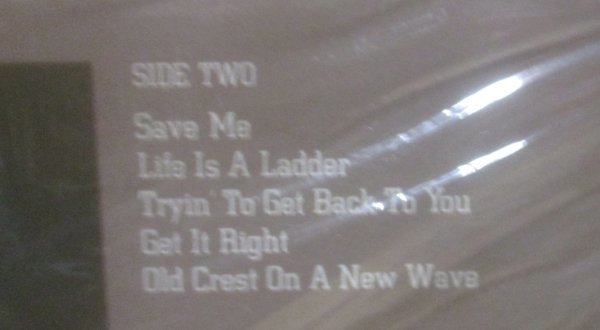 SIDE TWO
Save Me
Life Is A Ladder
Tryin' To Get Back To You
Get It Right
Old Crest On A New Wave